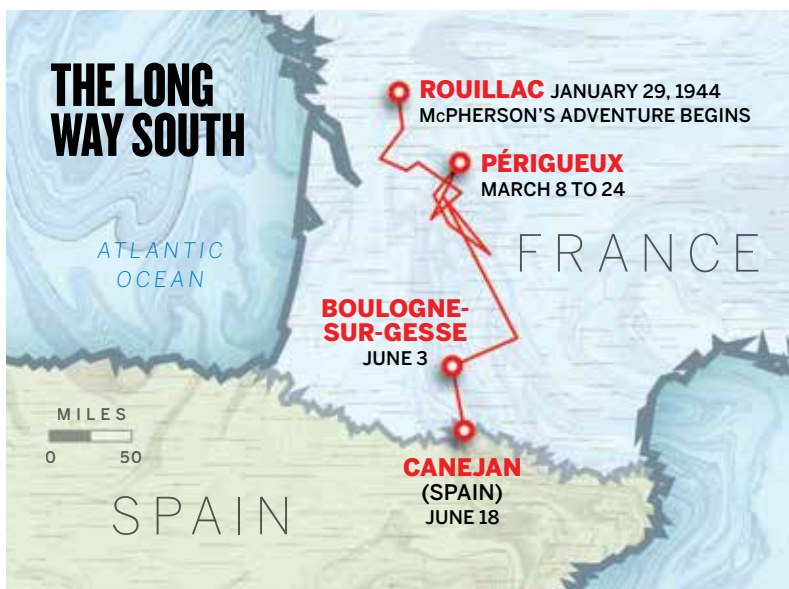 THE LONG
WAY SOUTH
ROUILLAC JANUARY 29, 1944
McPHERSON'S ADVENTURE BEGINS
PÉRIGUEUX
MARCH 8 TO 24
ATLANTIC
OCEAN
FRANCE
BOULOGNE-
SUR-GESSE
JUNE 3
MILES
0 50
CANEJAN
(SPAIN)
JUNE 18
SPAIN